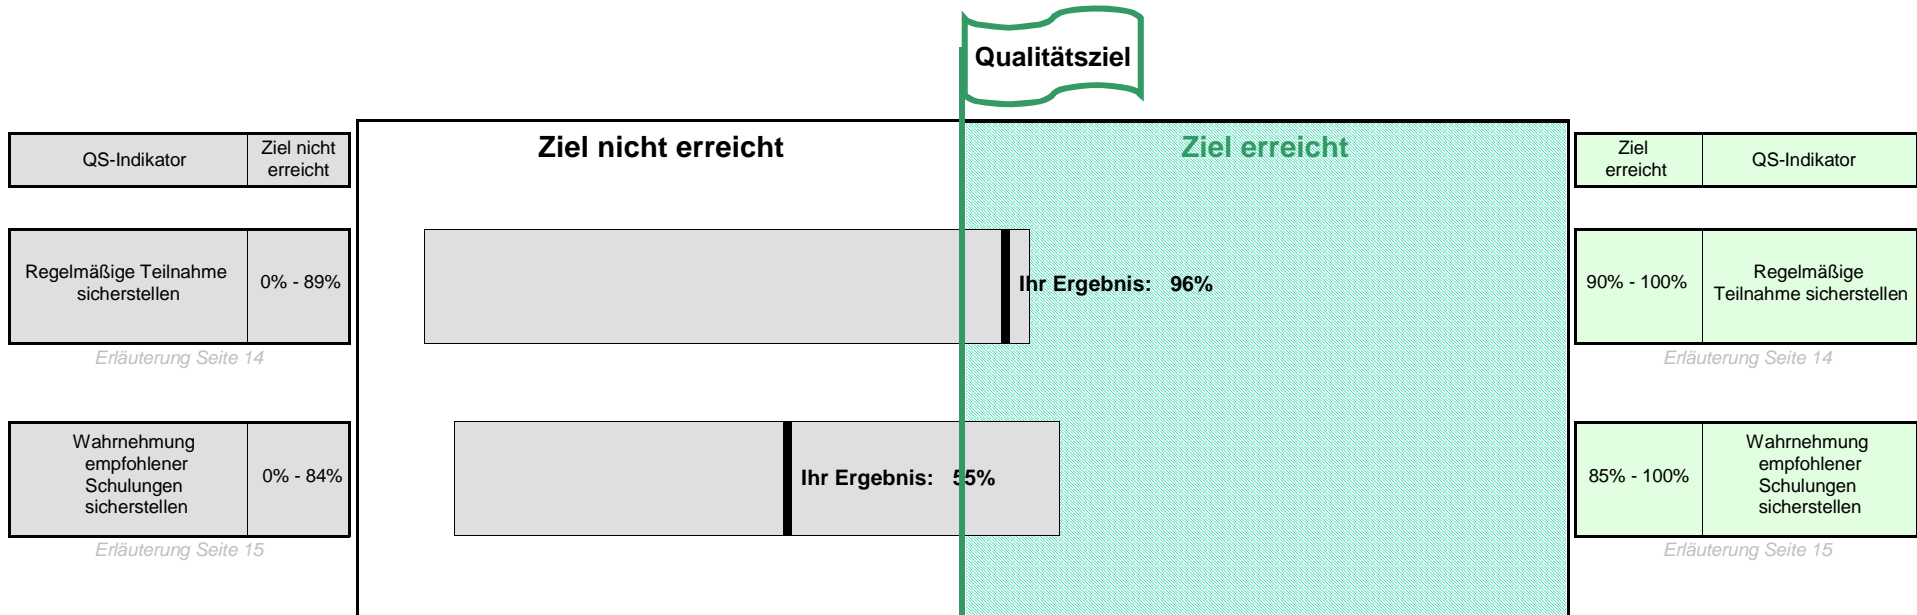 Qualitätsziel
Ziel nicht erreicht
Ziel erreicht
QS-Indikator
Ziel nicht
erreicht
Ziel
erreicht
QS-Indikator
Regelmäßige Teilnahme
sicherstellen
0% - 89%
Ihr Ergebnis: 96%
90% - 100%
Regelmäßige
Teilnahme sicherstellen
Erläuterung Seite 14
Erläuterung Seite 14
Wahrnehmung
empfohlener
Schulungen
sicherstellen
0% - 84%
Ihr Ergebnis: 55%
85% - 100%
Wahrnehmung
empfohlener
Schulungen
sicherstellen
Erläuterung Seite 15
Erläuterung Seite 15